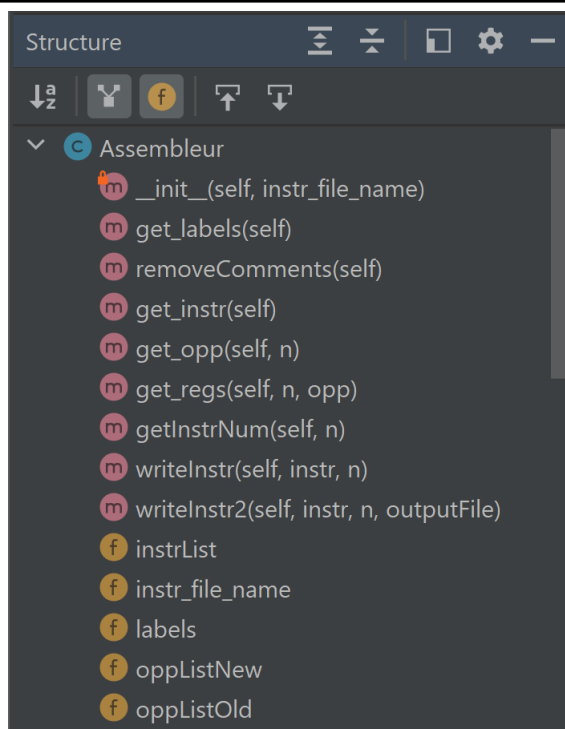 Structure
Assembleur
__init__(self, instr_file_name)
get_labels(self)
removeComments(self)
get_instr(self)
get_opp(self, n)
get_regs(self, n, opp)
getInstrNum(self, n)
writeInstr(self, instr, n)
writeInstr2(self, instr, n, outputFile)
instrList
instr_file_name
labels
oppListNew
oppListOld